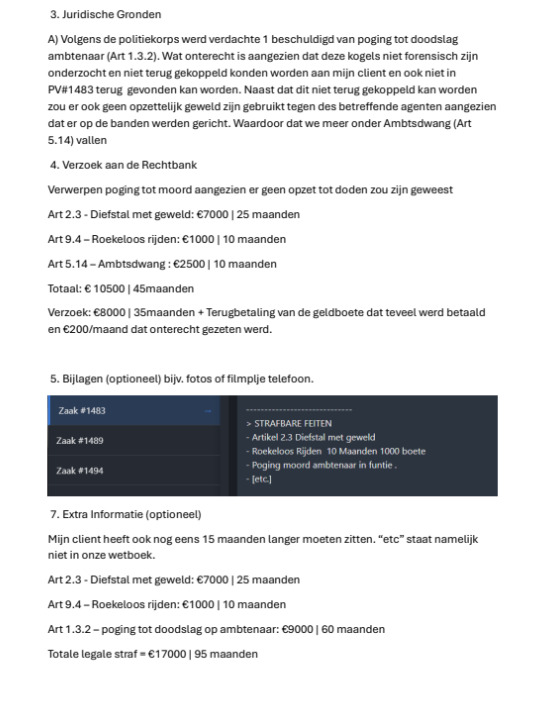 3. Juridische Gronden
A) Volgens de politiekorps werd verdachte 1 beschuldigd van poging tot doodslag
ambtenaar (Art 1.3.2). Wat onterecht is aangezien dat deze kogels niet forensisch zijn
onderzocht en niet terug gekoppeld konden worden aan mijn client en ook niet in
PV#1483 terug  gevonden kan worden. Naast dat dit niet terug gekoppeld kan worden
zou er ook geen opzettelijk geweld zijn gebruikt tegen des betreffende agenten aangezien
dat er op de banden werden gericht. Waardoor dat we meer onder Ambtsdwang (Art
5.14) vallen
4. Verzoek aan de Rechtbank
Verwerpen poging tot moord aangezien er geen opzet tot doden zou zijn geweest
Art 2.3 - Diefstal met geweld: €7000 | 25 maanden
Art 9.4 – Roekeloos rijden: €1000 | 10 maanden
Art 5.14 – Ambtsdwang : €2500 | 10 maanden
Totaal: € 10500 | 45maanden
Verzoek: €8000 | 35maanden + Terugbetaling van de geldboete dat teveel werd betaald
en €200/maand dat onterecht gezeten werd.
5. Bijlagen (optioneel) bijv. fotos of filmplje telefoon.
Zaak #1483
Zaak #1489
Zaak #1494
-----------------------------
> STRAFBARE FEITEN
- Artikel 2.3 Diefstal met geweld
- Roekeloos Rijden  10 Maanden 1000 boete
- Poging moord ambtenaar in funtie .
- [etc.]
7. Extra Informatie (optioneel)
Mijn client heeft ook nog eens 15 maanden langer moeten zitten. “etc” staat namelijk
niet in onze wetboek.
Art 2.3 - Diefstal met geweld: €7000 | 25 maanden
Art 9.4 – Roekeloos rijden: €1000 | 10 maanden
Art 1.3.2 – poging tot doodslag op ambtenaar: €9000 | 60 maanden
Totale legale straf = €17000 | 95 maanden